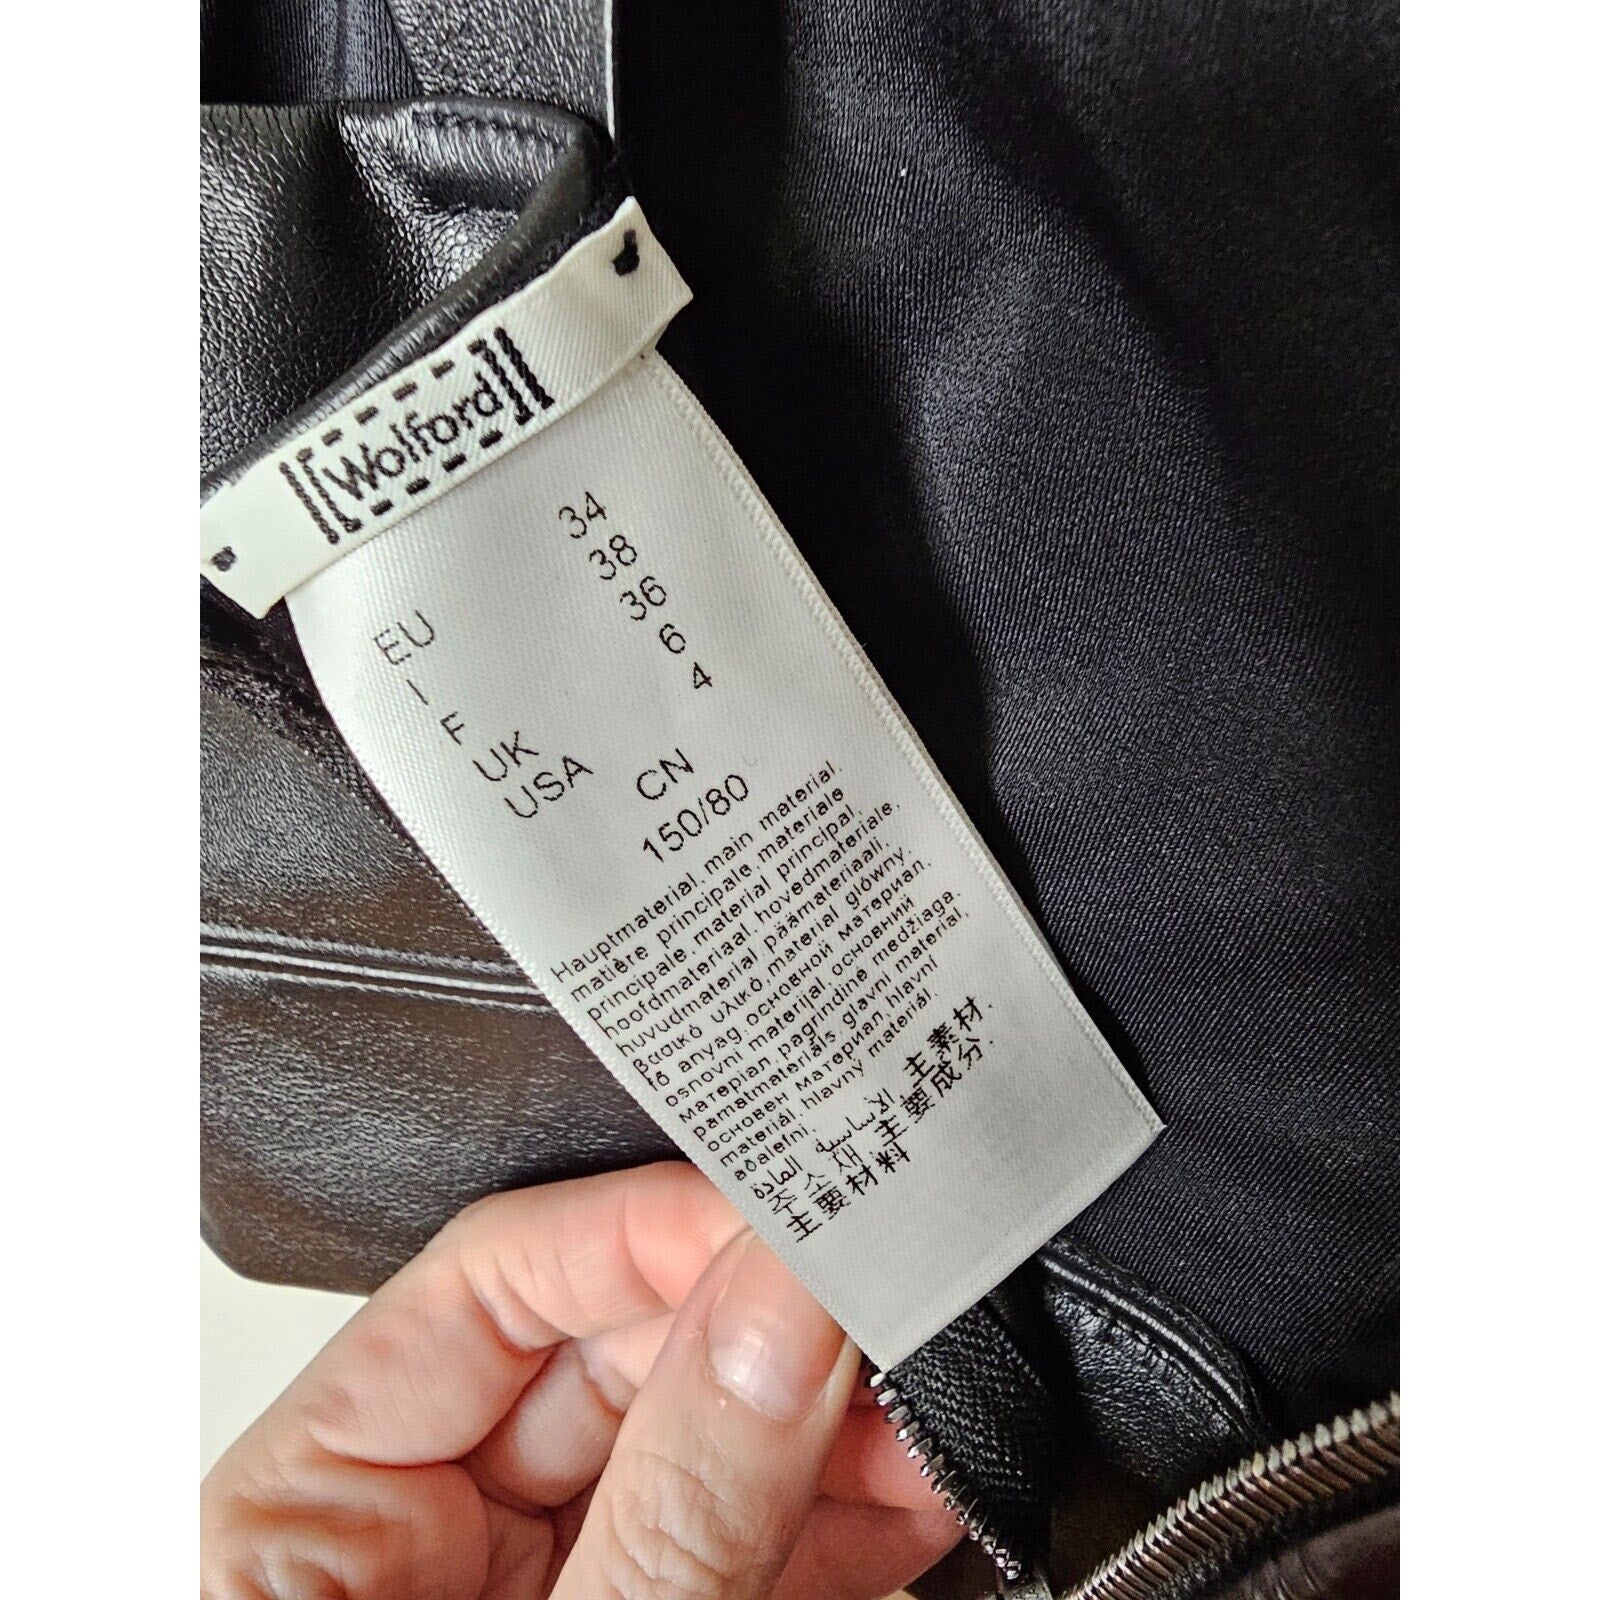 Wolford
EU 34
I 38
F 36
UK 6
USA 4
CN
150/80
Hauptmaterial, main material,
matière principale, materiale
principale, material principal,
hoofdmateriaal, hovedmateriale,
huvudmaterial, päämateriaali,
βασικό υλικό, material główny,
fő anyag, основной материал,
osnovni materijal, основний
матеріал, pagrindinė medžiaga,
pamatmateriāls, glavni material,
основен материал, hlavní
materiál, hlavný materiál,
aðalefni,
المادة الأساسية, 主素材,
주소재, 主要成分,
主要材料